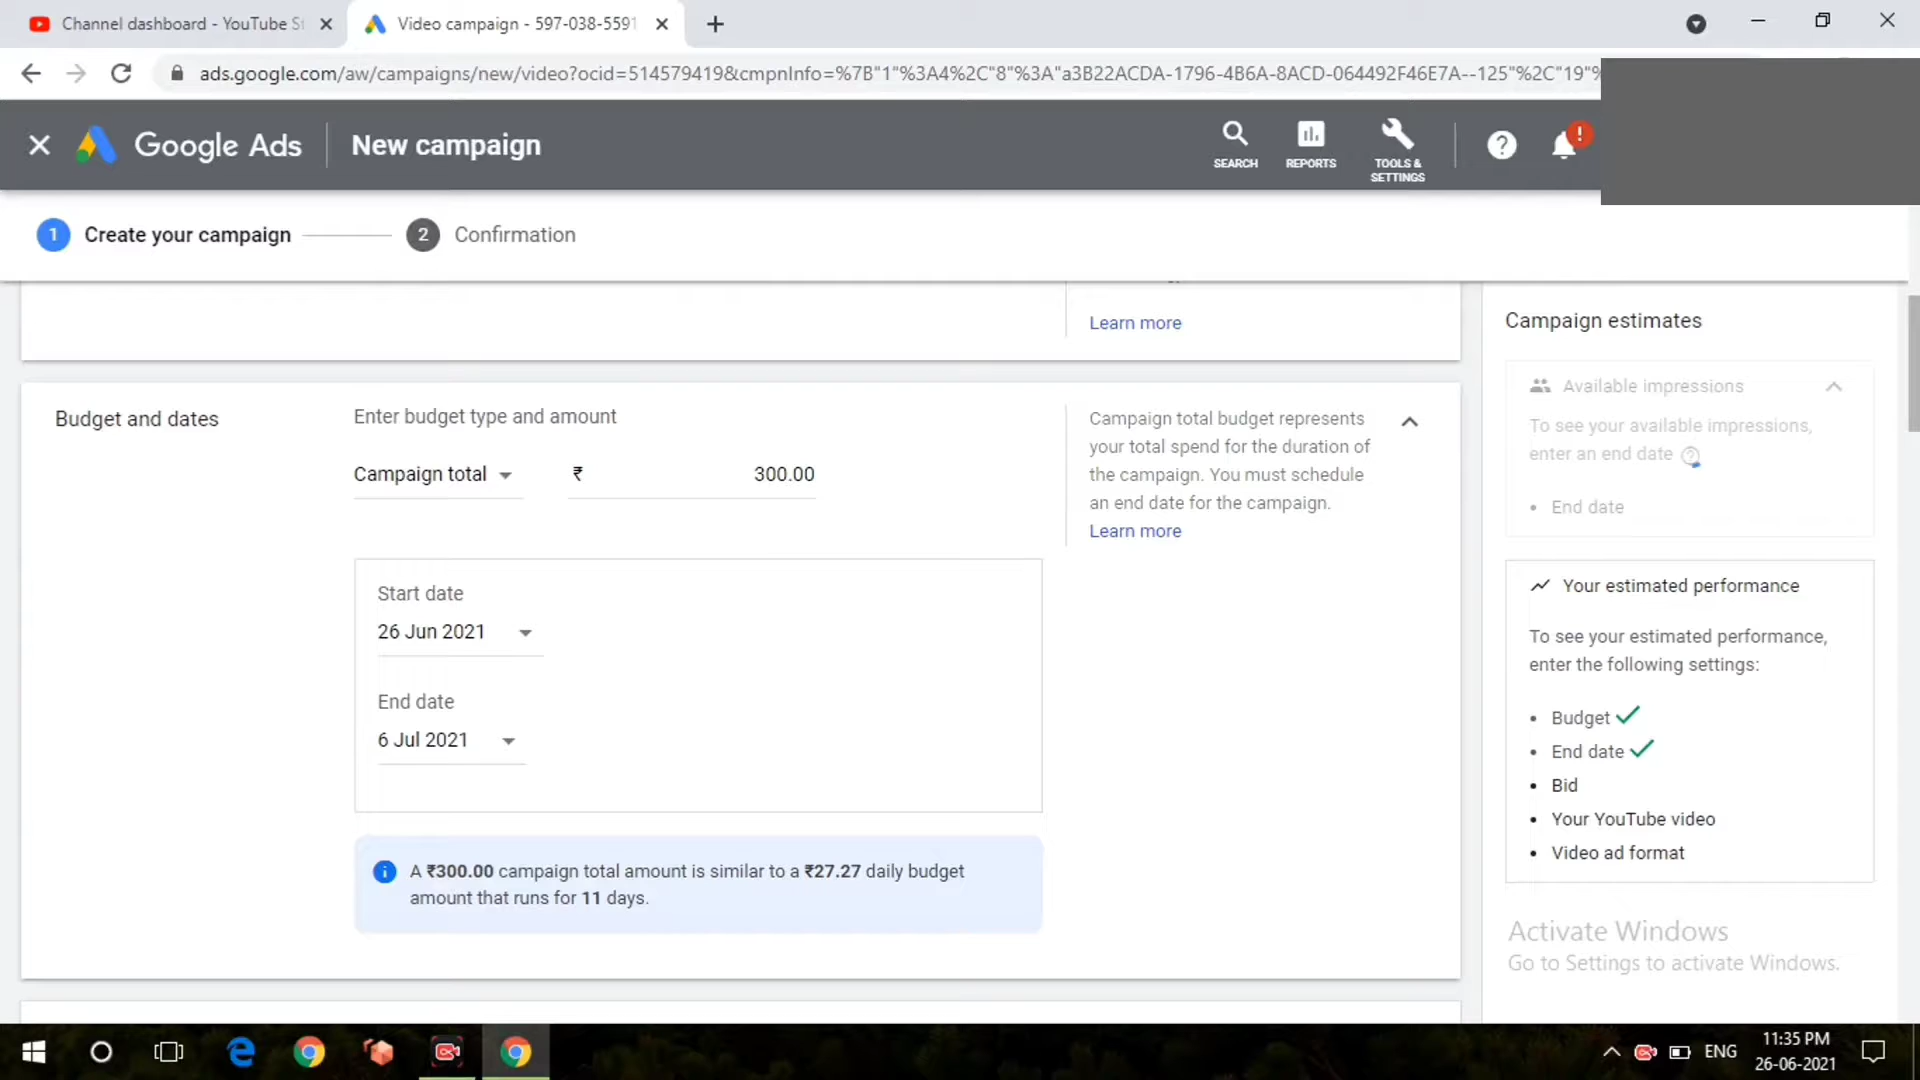 Channel dashboard - YouTube St
Video campaign - 597-038-5591
ads.google.com/aw/campaigns/new/video?ocid=514579419&cmpnInfo=%7B"1"%3A4%2C"8"%3A"a3B22ACDA-1796-4B6A-8ACD-064492F46E7A--125"%2C"19"%
Google Ads
New campaign
SEARCH
REPORTS
TOOLS &
SETTINGS
1 Create your campaign
2 Confirmation
Learn more
Campaign estimates
Available impressions
To see your available impressions,
enter an end date
• End date
Budget and dates
Enter budget type and amount
Campaign total
₹ 300.00
Campaign total budget represents
your total spend for the duration of
the campaign. You must schedule
an end date for the campaign.
Learn more
Start date
26 Jun 2021
End date
6 Jul 2021
A ₹300.00 campaign total amount is similar to a ₹27.27 daily budget
amount that runs for 11 days.
Your estimated performance
To see your estimated performance,
enter the following settings:
• Budget
• End date
• Bid
• Your YouTube video
• Video ad format
Activate Windows
Go to Settings to activate Windows.
ENG
11:35 PM
26-06-2021